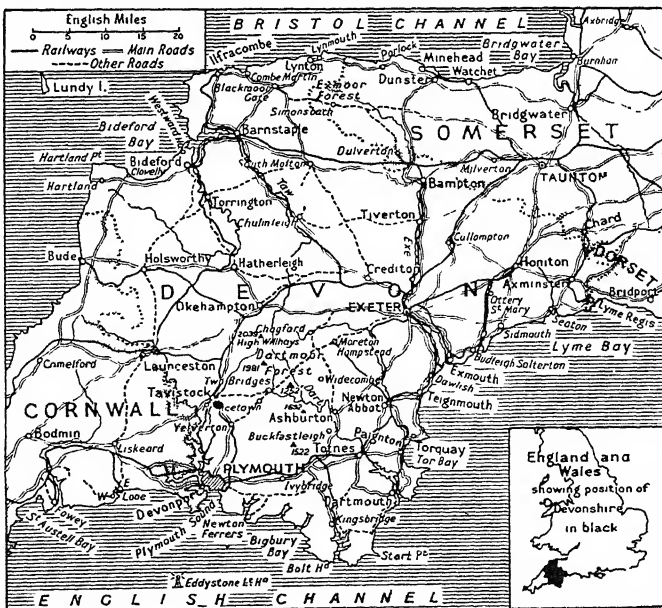 English Miles
0 5 10 15 20
Railways Main Roads
Other Roads
BRISTOL CHANNEL
Lundy I.
Ilfracombe
Combe Martin
Lynton
Lynmouth
Porlock
Minehead
Dunster
Watchet
Bridgwater
Bay
Axbridge
Burnham
Blackmoor
Gate
Exmoor
Forest
Simonsbath
Bridgwater
SOMERSET
Bideford
Bay
Barnstaple
Dulverton
Milverton
TAUNTON
Hartland Pt
Bideford
Clovelly
Hartland
South Molton
Bampton
Torrington
Taw
Chulmleigh
Tiverton
Exe
Cullompton
Chard
DORSET
Bude
Holsworthy
Hatherleigh
Crediton
Honiton
Axminster
Bridport
DEVON
Okehampton
EXETER
Ottery
St Mary
Lyme Regis
Seaton
Sidmouth
Lyme Bay
2039
High Willhays
Chagford
Moreton
Hampstead
Budleigh Salterton
Exmouth
Camelford
Launceston
Dartmoor
Forest
1981
Widecombe
Dawlish
Teignmouth
Tavistock
Two
Bridges
Newton
Abbot
CORNWALL
Ashburton
Yelverton
Buckfastleigh
1522
Paignton
Torquay
Tor Bay
Bodmin
Liskeard
PLYMOUTH
Totnes
E
W
Looe
Devonport
Ivybridge
Dartmouth
Fowey
St Austell Bay
Plymouth Sound
Newton
Ferrers
Bigbury
Bay
Kingsbridge
Bolt Hd
Start Pt
Eddystone Lt Ho
ENGLISH CHANNEL
England and
Wales
showing position of
Devonshire
in black